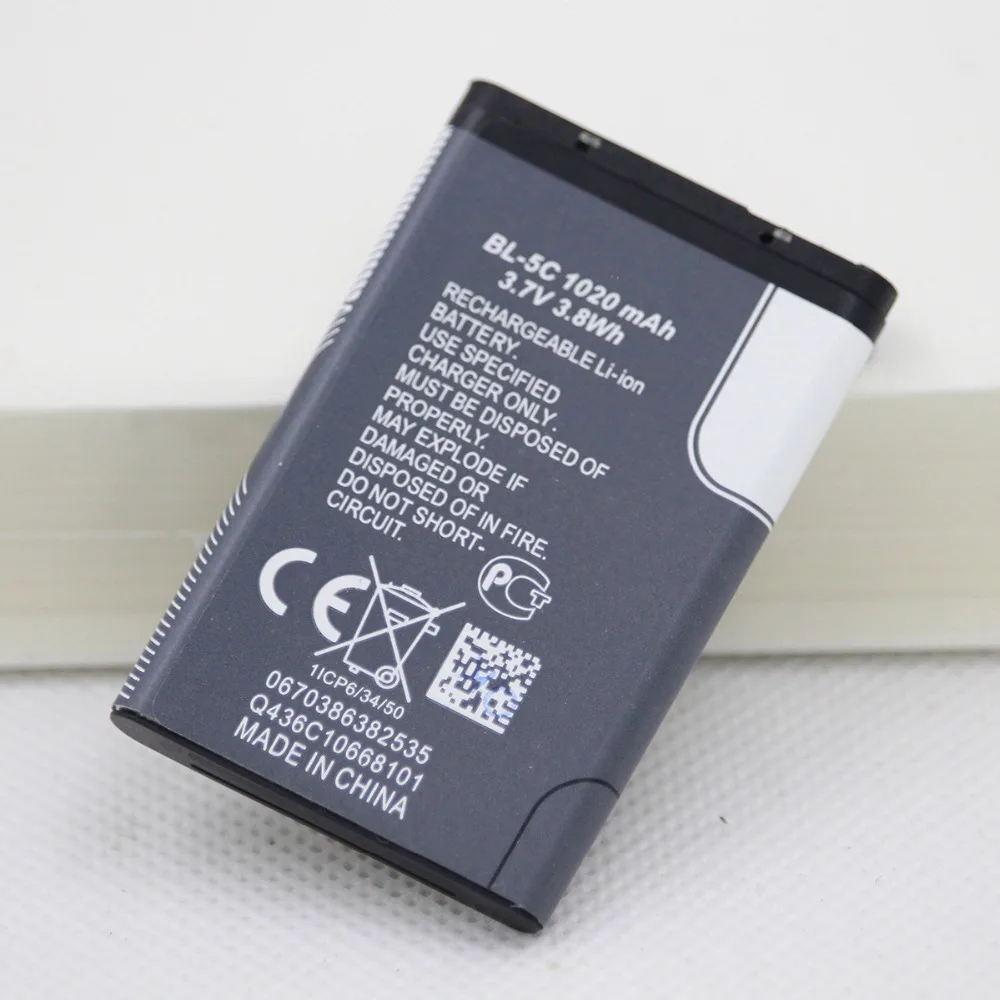 BL-5C 1020 mAh
3.7V 3.8Wh
RECHARGEABLE Li-ion
BATTERY.
USE SPECIFIED
CHARGER ONLY.
MUST BE DISPOSED OF
PROPERLY.
MAY EXPLODE IF
DAMAGED OR
DISPOSED OF IN FIRE.
DO NOT SHORT-
CIRCUIT.
CE
PCT
1ICP6/34/50
0670386382535
Q436C10668101
MADE IN CHINA